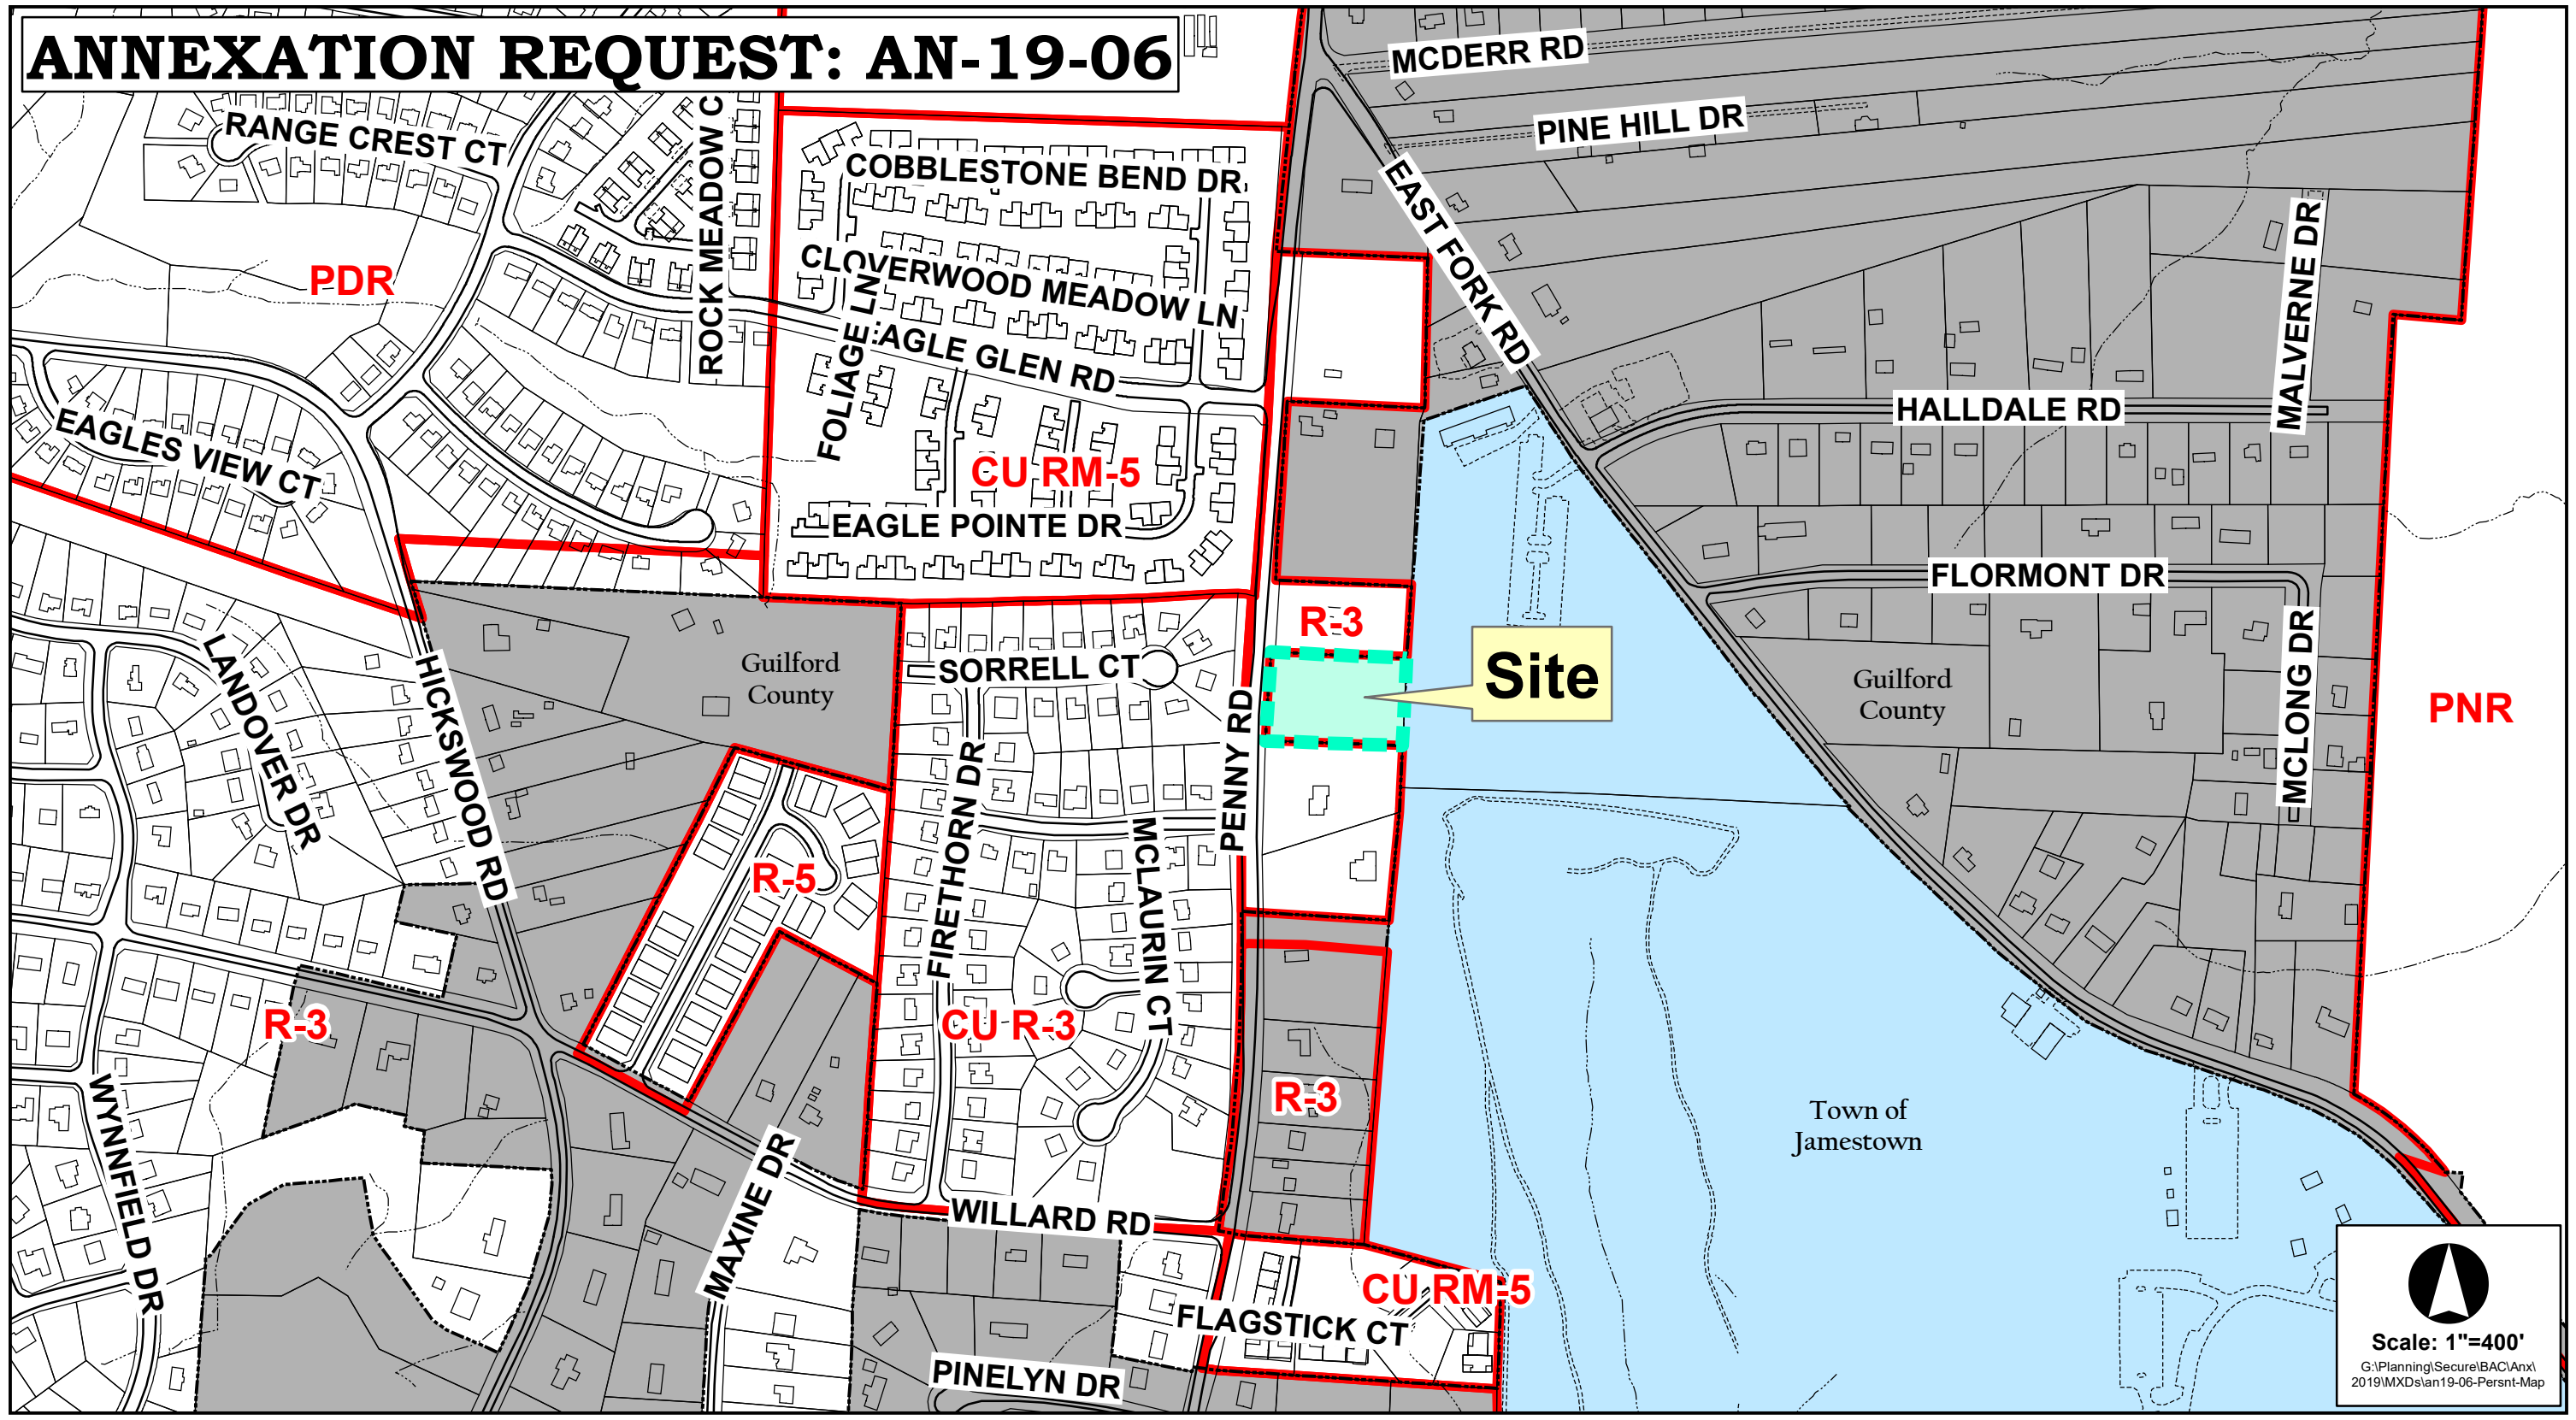 ANNEXATION REQUEST: AN-19-06
MCDERR RD
PINE HILL DR
RANGE CREST CT
ROCK MEADOW C
COBBLESTONE BEND DR
EAST FORK RD
MALVERNE DR
PDR
CLOVERWOOD MEADOW LN
FOLIAGE LN
EAGLE GLEN RD
HALLDALE RD
EAGLES VIEW CT
CU RM-5
EAGLE POINTE DR
FLORMONT DR
R-3
LANDOVER DR
HICKSWOOD RD
Guilford
County
SORRELL CT
PENNY RD
Site
Guilford
County
MCLONG DR
PNR
FIRETHORN DR
MCLAURIN CT
R-5
R-3
CU R-3
R-3
WYNNFIELD DR
MAXINE DR
WILLARD RD
Town of
Jamestown
CU RM-5
FLAGSTICK CT
PINELYN DR
Scale: 1"=400'
G:\Planning\Secure\BAC\Anx\
2019\MXDs\an19-06-Persnt-Map